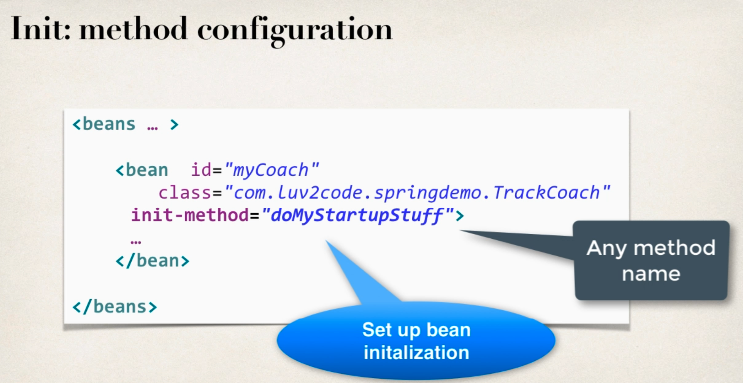 Init: method configuration
<beans … >
<bean id="myCoach"
class="com.luv2code.springdemo.TrackCoach"
init-method="doMyStartupStuff">
…
</bean>
</beans>
Any method
name
Set up bean
initalization